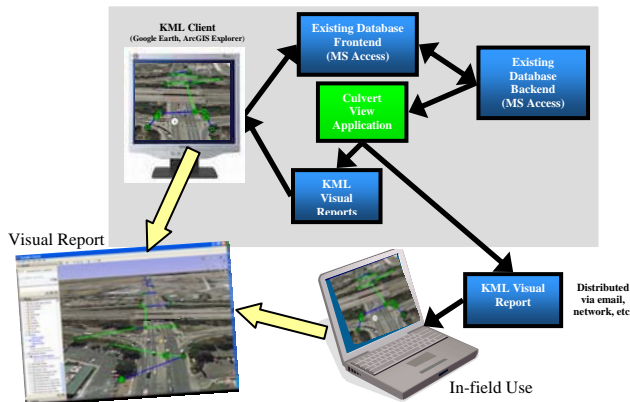 KML Client
(Google Earth, ArcGIS Explorer)
Existing Database
Frontend
(MS Access)
Existing
Database
Backend
(MS Access)
Culvert
View
Application
KML
Visual
Reports
Visual Report
KML Visual
Report
Distributed
via email,
network, etc
In-field Use